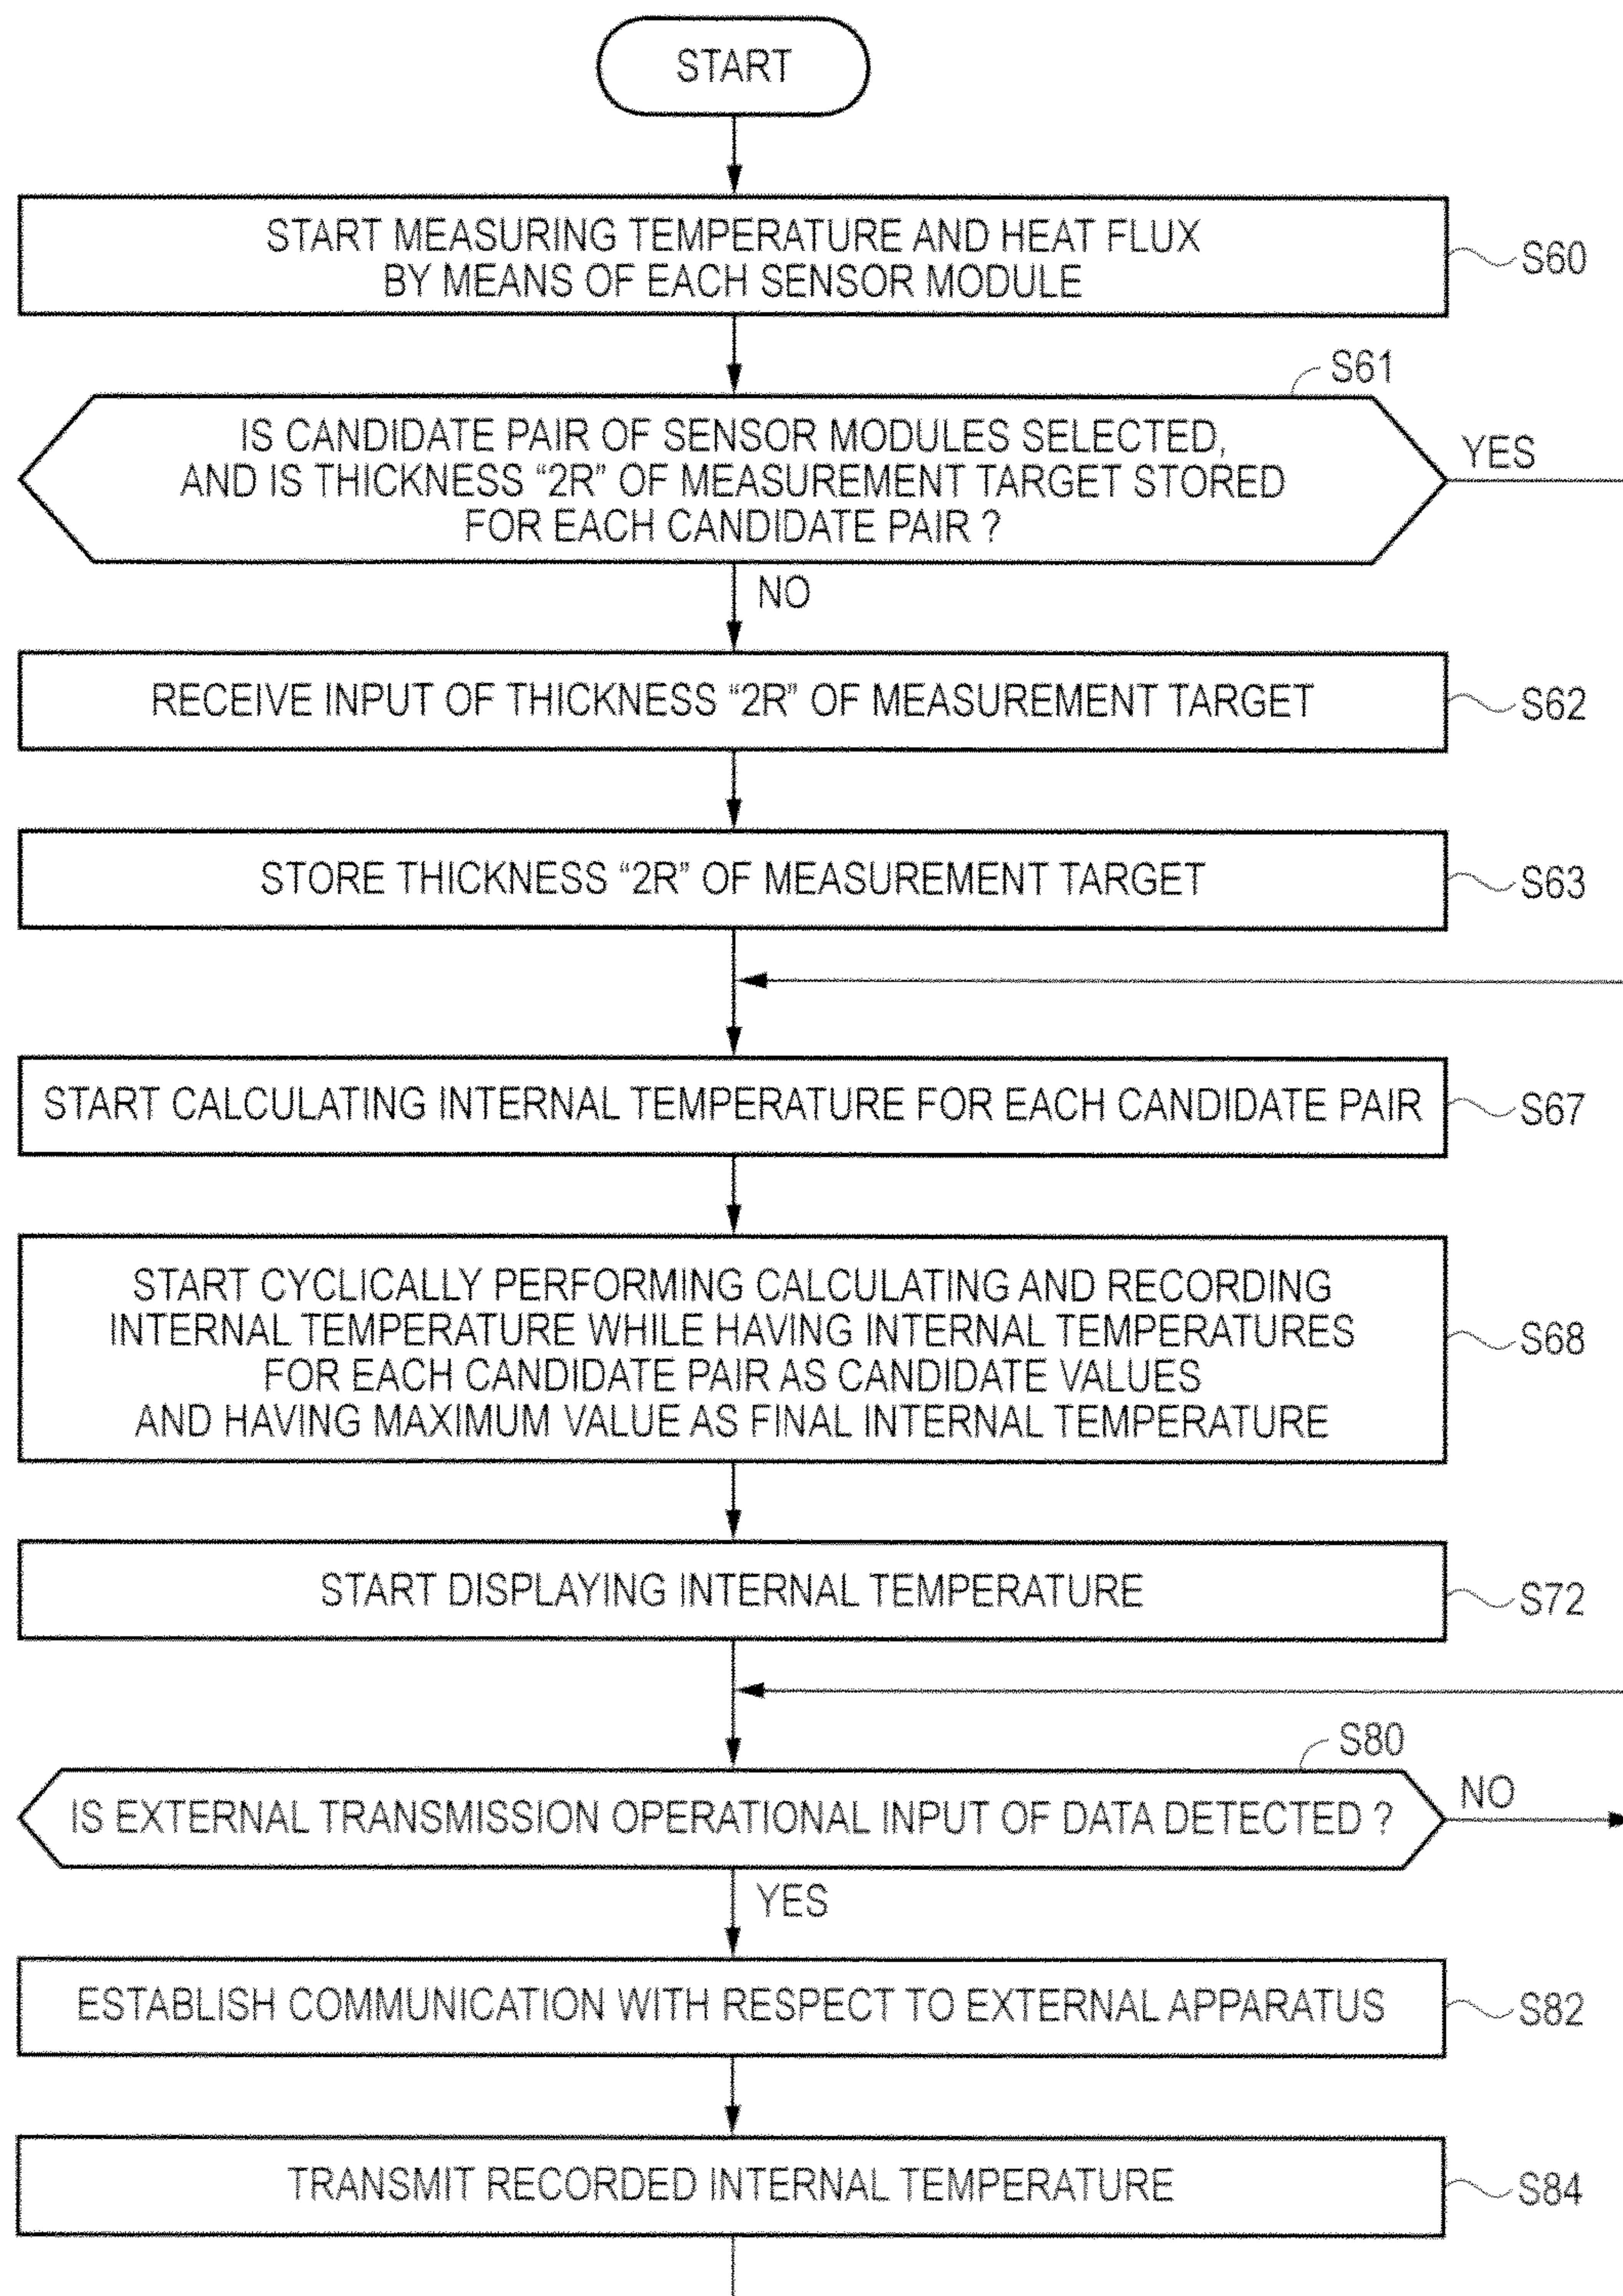 START
START MEASURING TEMPERATURE AND HEAT FLUX
BY MEANS OF EACH SENSOR MODULE
S60
S61
IS CANDIDATE PAIR OF SENSOR MODULES SELECTED,
AND IS THICKNESS “2R” OF MEASUREMENT TARGET STORED
FOR EACH CANDIDATE PAIR ?
YES
NO
RECEIVE INPUT OF THICKNESS “2R” OF MEASUREMENT TARGET
S62
STORE THICKNESS “2R” OF MEASUREMENT TARGET
S63
START CALCULATING INTERNAL TEMPERATURE FOR EACH CANDIDATE PAIR
S67
START CYCLICALLY PERFORMING CALCULATING AND RECORDING
INTERNAL TEMPERATURE WHILE HAVING INTERNAL TEMPERATURES
FOR EACH CANDIDATE PAIR AS CANDIDATE VALUES
AND HAVING MAXIMUM VALUE AS FINAL INTERNAL TEMPERATURE
S68
START DISPLAYING INTERNAL TEMPERATURE
S72
S80
IS EXTERNAL TRANSMISSION OPERATIONAL INPUT OF DATA DETECTED ?
NO
YES
ESTABLISH COMMUNICATION WITH RESPECT TO EXTERNAL APPARATUS
S82
TRANSMIT RECORDED INTERNAL TEMPERATURE
S84